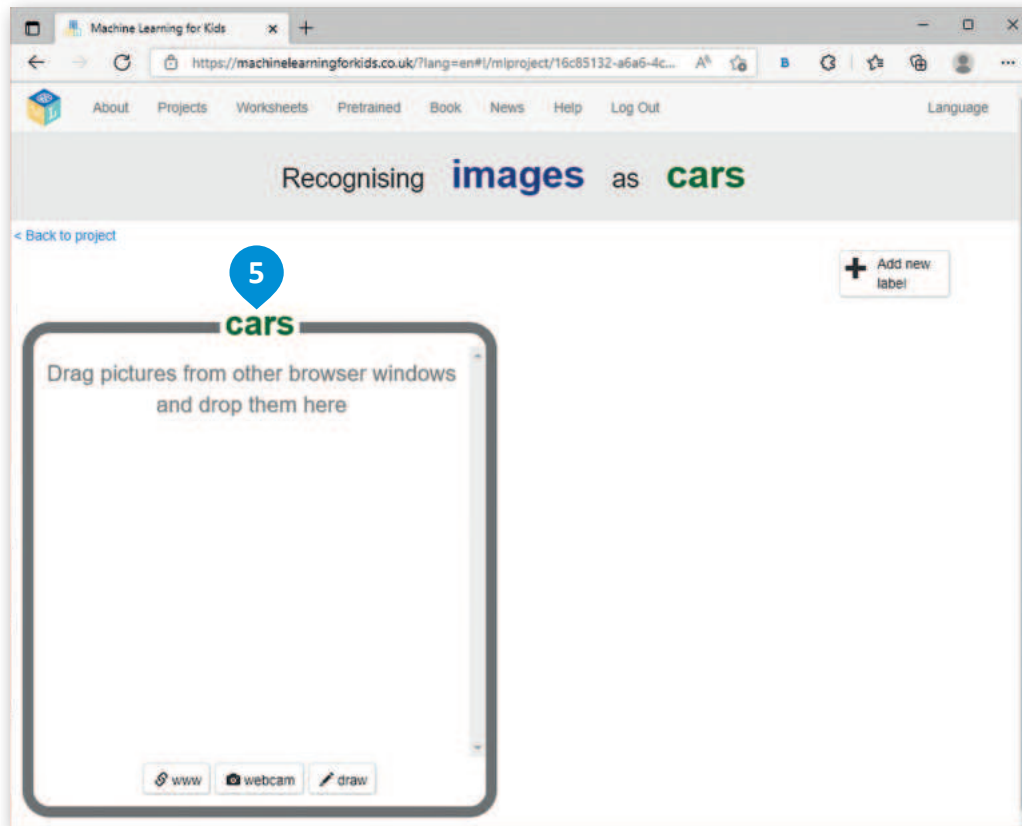 Machine Learning for Kids
https://machinelearningforkids.co.uk/?lang=en#!/mlproject/16c85132-a6a6-4c...
About Projects Worksheets Pretrained Book News Help Log Out Language
Recognising images as cars
< Back to project
Add new
label
5
cars
Drag pictures from other browser windows
and drop them here
www webcam draw